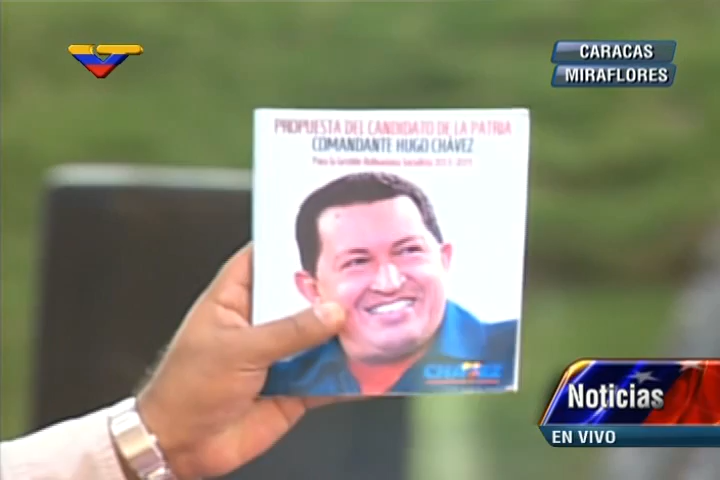 CARACAS
MIRAFLORES
PROPUESTA DEL CANDIDATO DE LA PATRIA
COMANDANTE HUGO CHÁVEZ
Para la Gestión Bolivariana Socialista 2013-2019
CHAVEZ
Noticias
EN VIVO